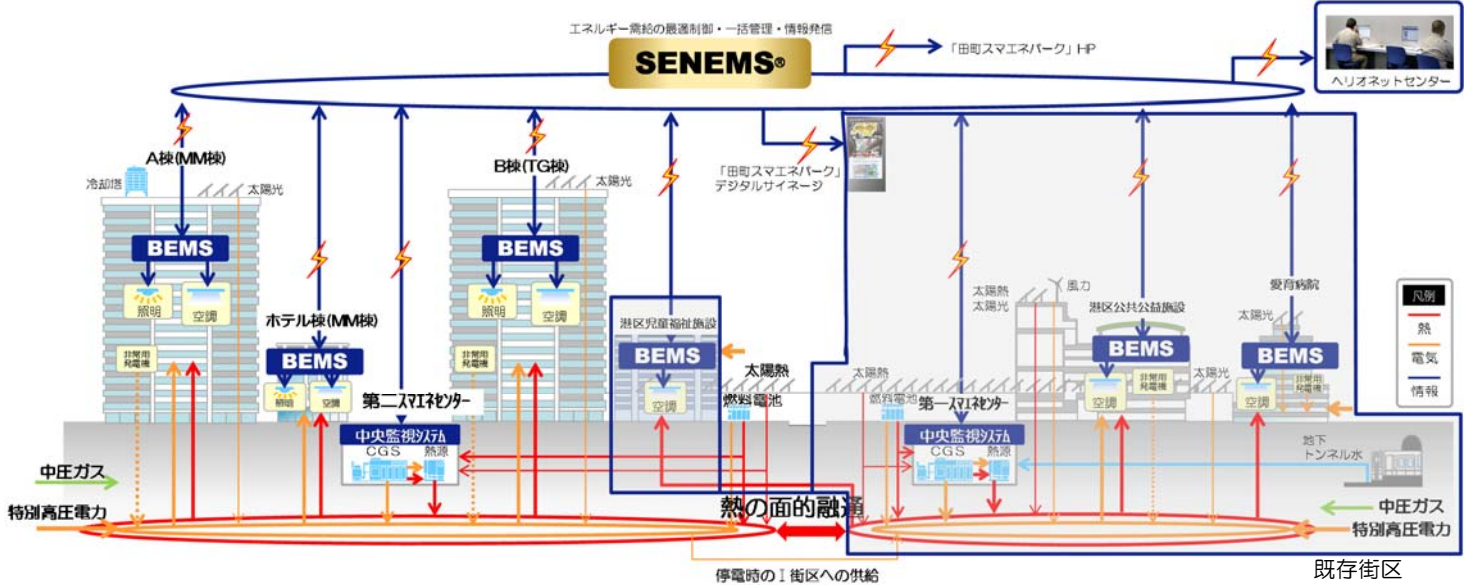 エネルギー需給の最適制御・一括管理・情報発信
SENEMS®
「田町スマエネパーク」HP
ヘリオネットセンター
「田町スマエネパーク」
デジタルサイネージ
A棟(MM棟)
冷却塔
太陽光
BEMS
照明
空調
非常用
発電機
ホテル棟(MM棟)
BEMS
照明
空調
B棟(TG棟)
太陽光
BEMS
照明
空調
非常用
発電機
第二スマエネセンター
中央監視システム
CGS
熱源
港区児童福祉施設
BEMS
空調
太陽熱
燃料電池
太陽熱
燃料電池
第一スマエネセンター
中央監視システム
CGS
熱源
太陽熱
太陽光
風力
港区公共公益施設
BEMS
空調
非常用
発電機
太陽光
愛育病院
太陽光
BEMS
空調
非常用
発電機
凡例
熱
電気
情報
地下
トンネル水
中圧ガス
特別高圧電力
熱の面的融通
中圧ガス
特別高圧電力
停電時のⅠ街区への供給
既存街区